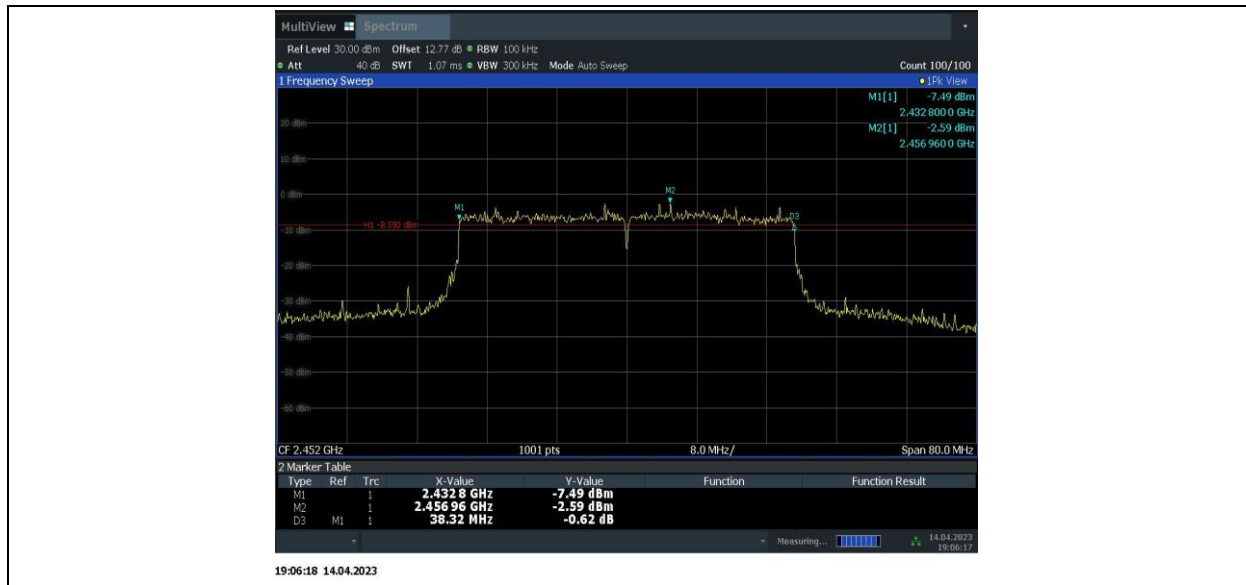 MultiView Spectrum
Ref Level 30.00 dBm Offset 12.77 dB RBW 100 kHz
Att 40 dB SWT 1.07 ms VBW 300 kHz Mode Auto Sweep Count 100/100
1 Frequency Sweep 1Pk View
M1[1] -7.49 dBm
2.432 800 0 GHz
M2[1] -2.59 dBm
2.456 960 0 GHz
20 dBm
10 dBm
0 dBm
M2
M1
D3
H1 -8.590 dBm
-10 dBm
-20 dBm
-30 dBm
-40 dBm
-50 dBm
-60 dBm
CF 2.452 GHz 1001 pts 8.0 MHz/ Span 80.0 MHz
2 Marker Table
Type Ref Trc X-Value Y-Value Function Function Result
M1 1 2.432 8 GHz -7.49 dBm
M2 1 2.456 96 GHz -2.59 dBm
D3 M1 1 38.32 MHz -0.62 dB
Measuring... 14.04.2023
19:06:17
19:06:18 14.04.2023